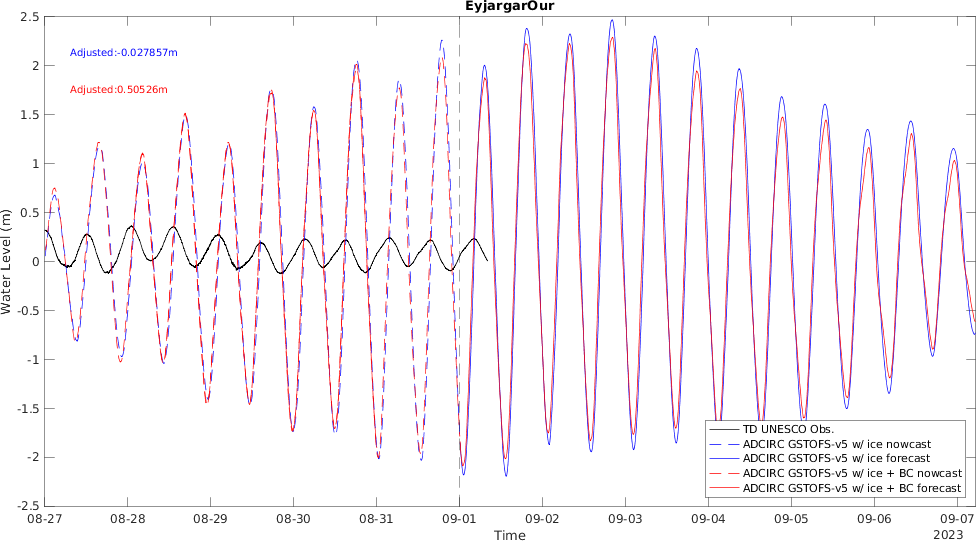 EyjargarOur
Adjusted:-0.027857m
Adjusted:0.50526m
Water Level (m)
2.5
2
1.5
1
0.5
0
-0.5
-1
-1.5
-2
-2.5
TD UNESCO Obs.
ADCIRC GSTOFS-v5 w/ ice nowcast
ADCIRC GSTOFS-v5 w/ ice forecast
ADCIRC GSTOFS-v5 w/ ice + BC nowcast
ADCIRC GSTOFS-v5 w/ ice + BC forecast
08-27 08-28 08-29 08-30 08-31 09-01 09-02 09-03 09-04 09-05 09-06 09-07
Time
2023